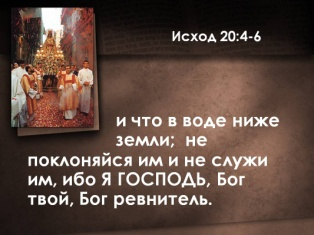 Исход 20:4-6
и что в воде ниже
земли;  не
поклоняйся им и не служи
им, ибо Я ГОСПОДЬ, Бог
твой, Бог ревнитель.